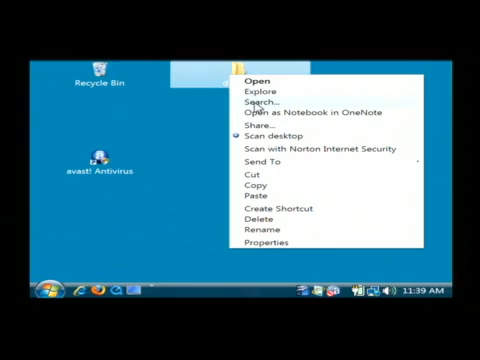 Recycle Bin
avast! Antivirus
Open
Explore
Search...
Open as Notebook in OneNote
Share...
Scan desktop
Scan with Norton Internet Security
Send To
Cut
Copy
Paste
Create Shortcut
Delete
Rename
Properties
11:39 AM